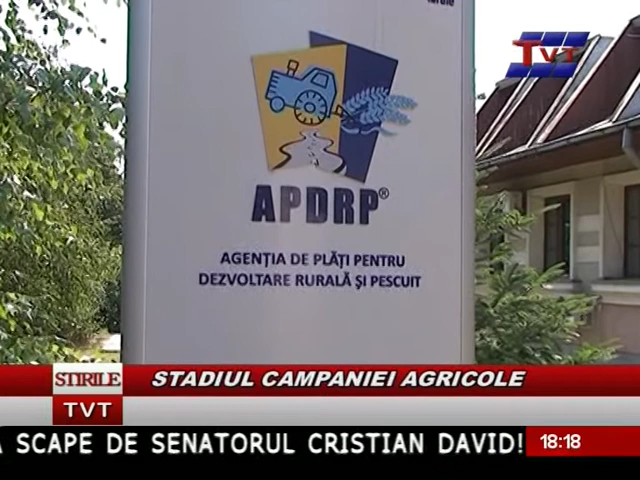 TVT
APDRP®
AGENȚIA DE PLĂȚI PENTRU
DEZVOLTARE RURALĂ ȘI PESCUIT
STIRILE
TVT
STADIUL CAMPANIEI AGRICOLE
A SCAPE DE SENATORUL CRISTIAN DAVID!
18:18